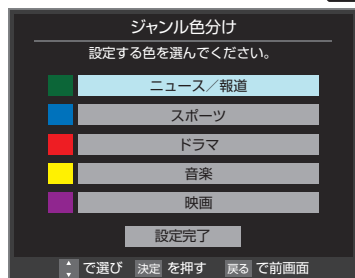 ジャンル色分け
設定する色を選んでください。
ニュース／報道
スポーツ
ドラマ
音楽
映画
設定完了
で選び 決定 を押す 戻る で前画面